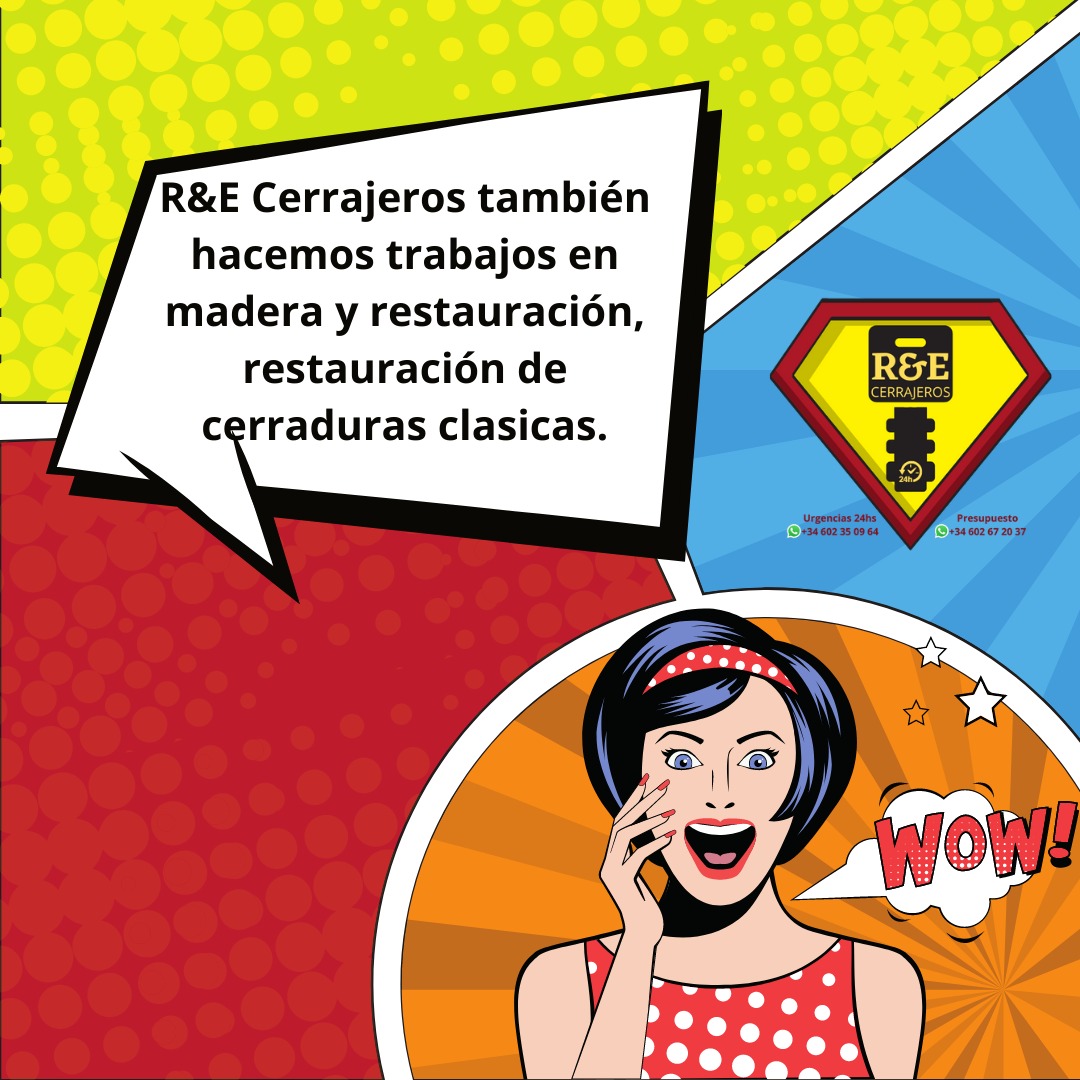 R&E Cerrajeros también
hacemos trabajos en
madera y restauración,
restauración de
cerraduras clasicas.
R&E
CERRAJEROS
24h
Urgencias 24hs
+34 602 35 09 64
Presupuesto
+34 602 67 20 37
WOW!